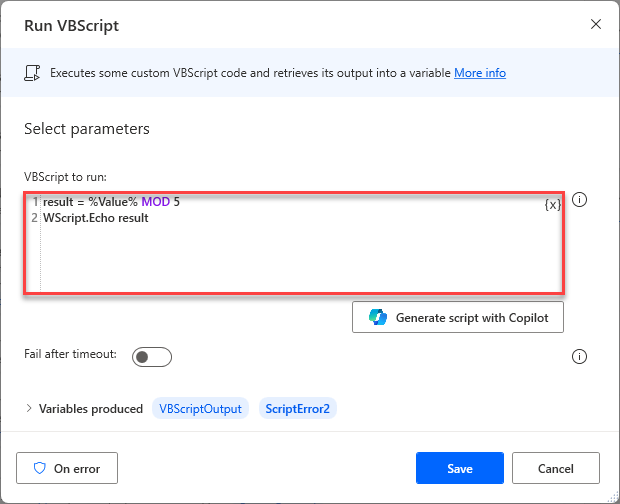 Run VBScript
Executes some custom VBScript code and retrieves its output into a variable More info
Select parameters
VBScript to run:
1 result = %Value% MOD 5
{x}
2 WScript.Echo result
Generate script with Copilot
Fail after timeout:
Variables produced VBScriptOutput ScriptError2
On error Save Cancel